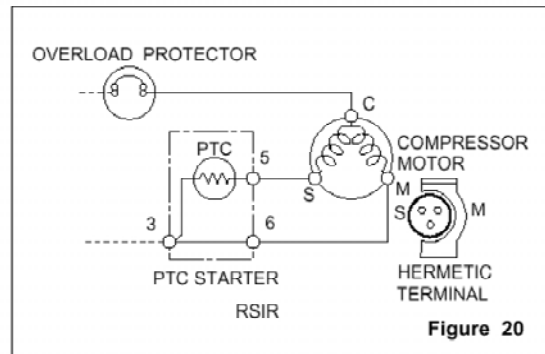 OVERLOAD PROTECTOR
C
PTC
5
COMPRESSOR
MOTOR
S
M
S
M
3
6
PTC STARTER
HERMETIC
TERMINAL
RSIR
Figure 20